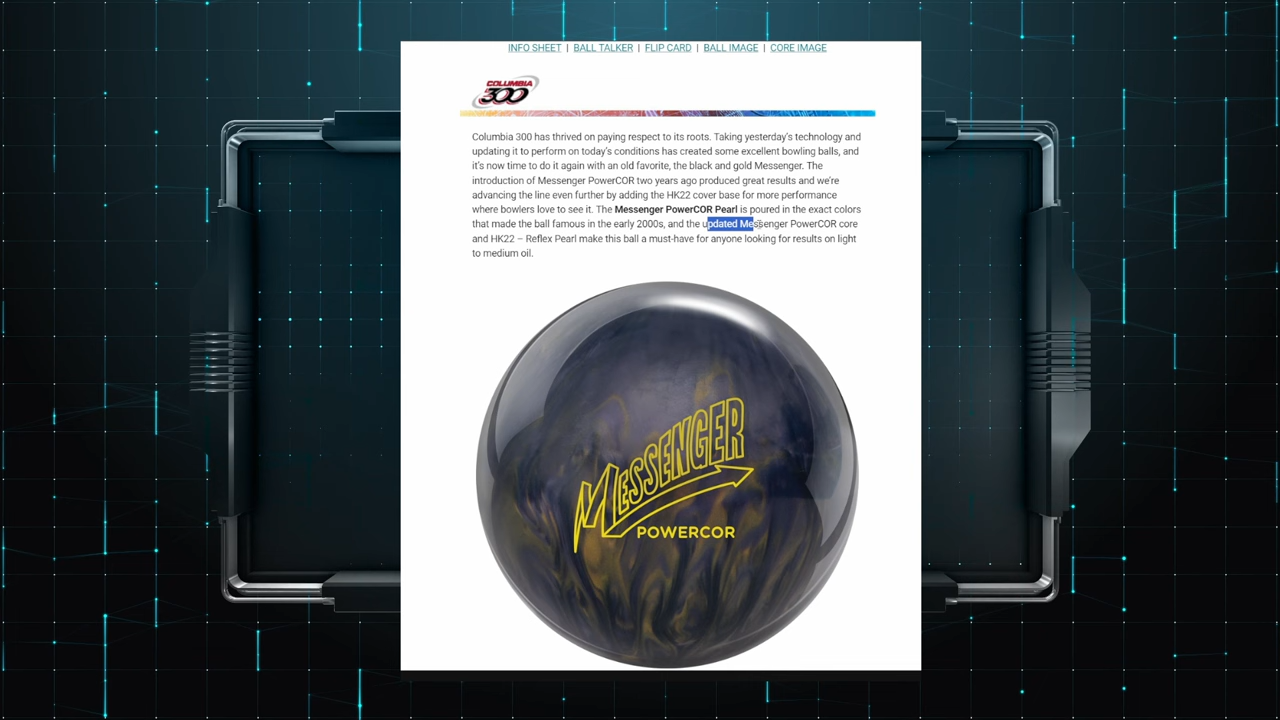 INFO SHEET | BALL TALKER | FLIP CARD | BALL IMAGE | CORE IMAGE
COLUMBIA
300
Columbia 300 has thrived on paying respect to its roots. Taking yesterday's technology and
updating it to perform on today's conditions has created some excellent bowling balls, and
it's now time to do it again with an old favorite, the black and gold Messenger. The
introduction of Messenger PowerCOR two years ago produced great results and we're
advancing the line even further by adding the HK22 cover base for more performance
where bowlers love to see it. The Messenger PowerCOR Pearl is poured in the exact colors
that made the ball famous in the early 2000s, and the updated Messenger PowerCOR core
and HK22 – Reflex Pearl make this ball a must-have for anyone looking for results on light
to medium oil.
MESSENGER
POWERCOR